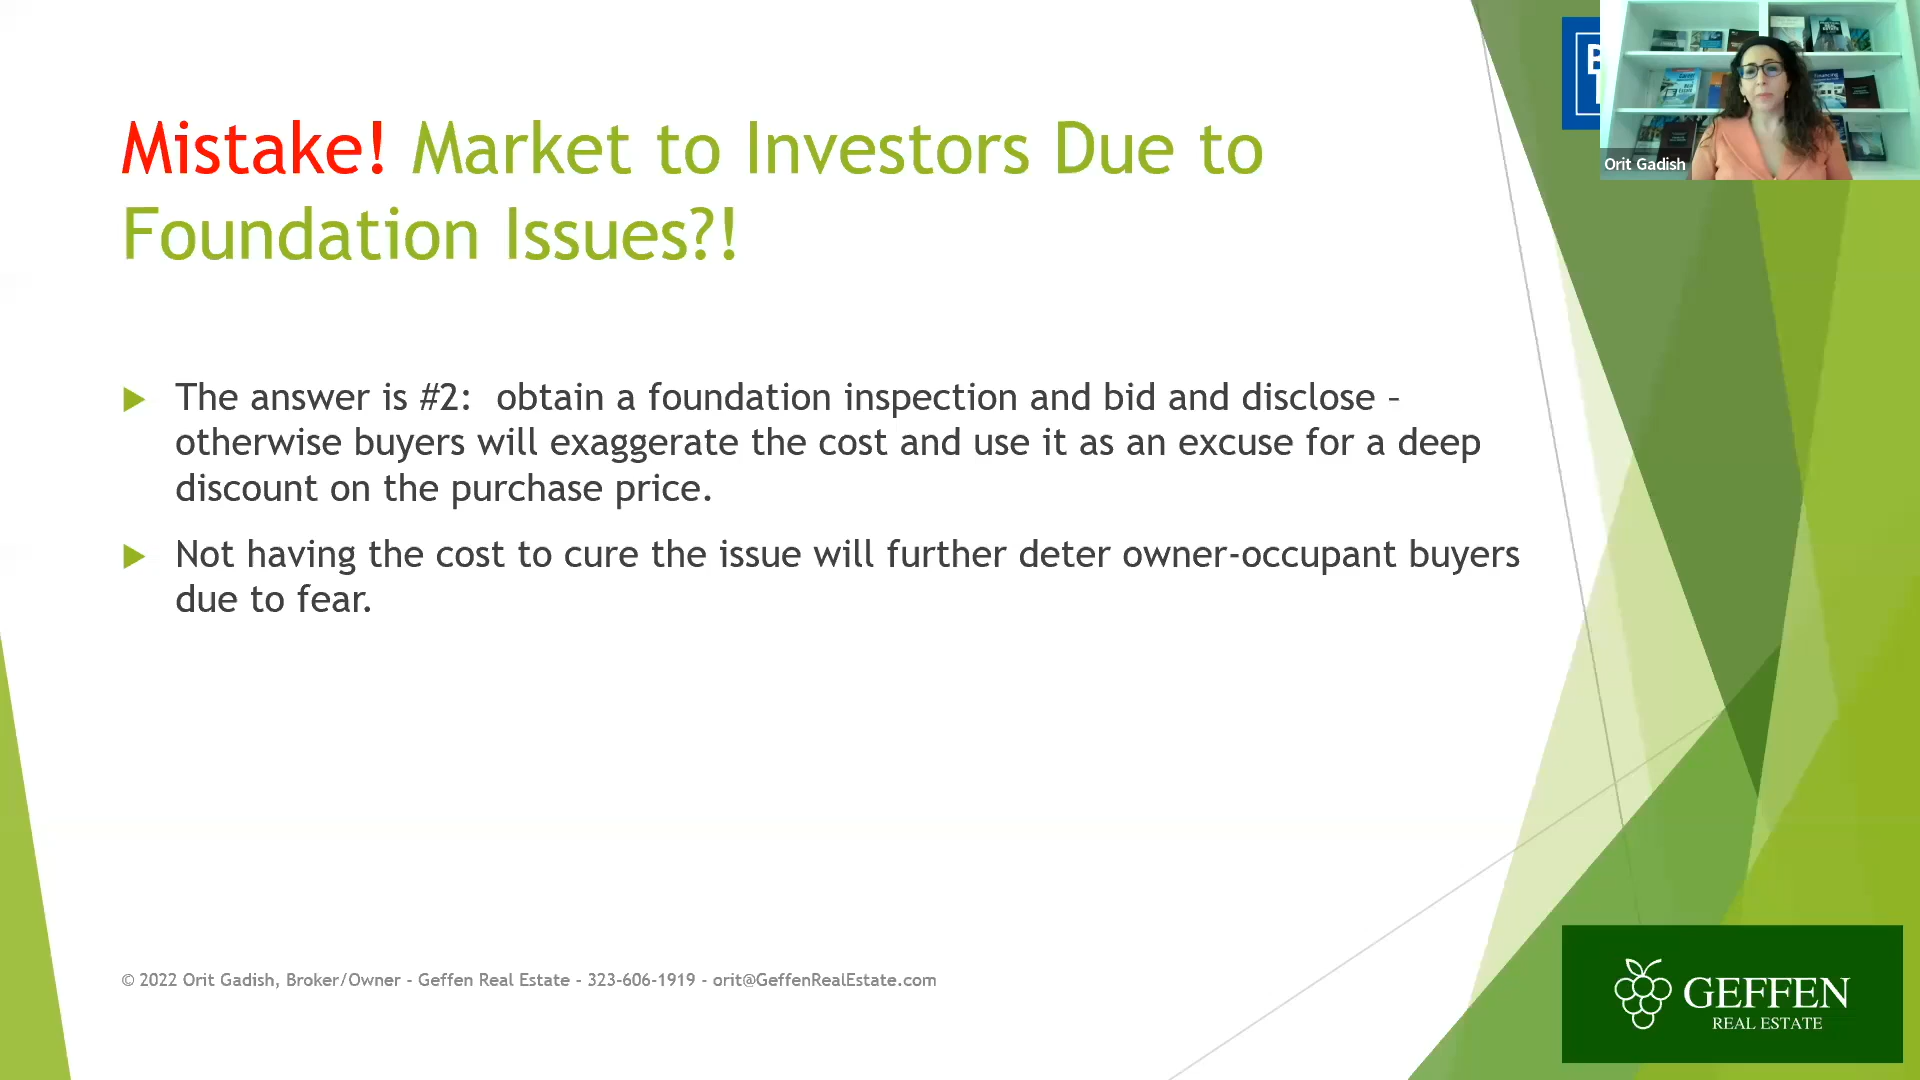 Mistake! Market to Investors Due to
Foundation Issues?!
Orit Gadish
The answer is #2:  obtain a foundation inspection and bid and disclose –
otherwise buyers will exaggerate the cost and use it as an excuse for a deep
discount on the purchase price.
Not having the cost to cure the issue will further deter owner-occupant buyers
due to fear.
© 2022 Orit Gadish, Broker/Owner - Geffen Real Estate - 323-606-1919 - orit@GeffenRealEstate.com
GEFFEN
REAL ESTATE